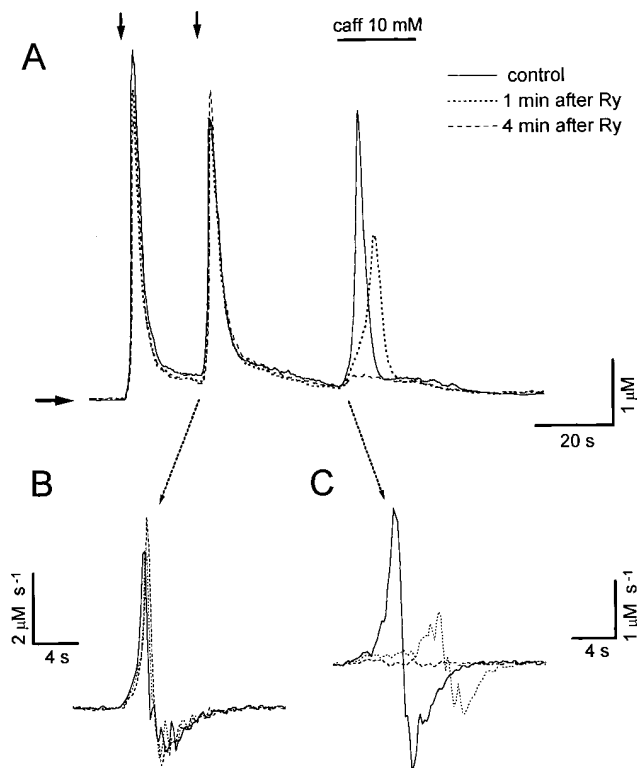 caff 10 mM
A
control
1 min after Ry
4 min after Ry
1 µM
20 s
B
C
2 µM s⁻¹
4 s
1 µM s⁻¹
4 s